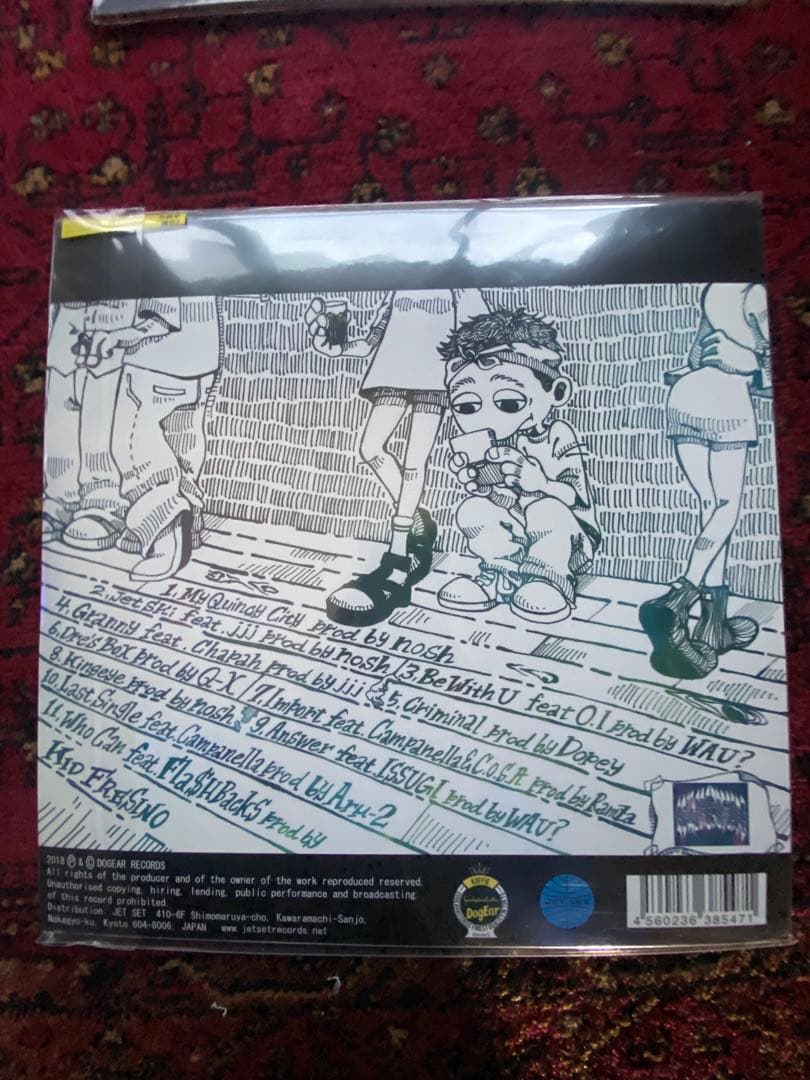 1. My Quincy City prod by nosh
2. Jet Ski feat. jjj prod by nosh / 3. Be With U feat O.I prod by WAU?
4. Granny feat. Chapah prod by jjj 5. Criminal prod by Dopey
6. Dre's Box prod by Q-X / 7. Import feat. Campanella & C.O.S.A prod by Ramza
8. Kingeye prod by nosh. 9. Answer feat. ISSUGI prod by WAU?
10. Last Single feat. Campanella prod by Aru-2
11. Who Can feat. Fla$hBackS prod by
KID FRESINO
2018 Ⓟ & © DOGEAR RECORDS
All rights of the producer and of the owner of the work reproduced reserved.
Unauthorised copying, hiring, lending, public performance and broadcasting
of this record prohibited.
Distribution: JET SET 410-6F Shimomaruya-cho, Kawaramachi-Sanjo,
Nakagyo-ku, Kyoto 604-8006, JAPAN www.jetsetrecords.net
DogEar
JET SET
4 560236 385471